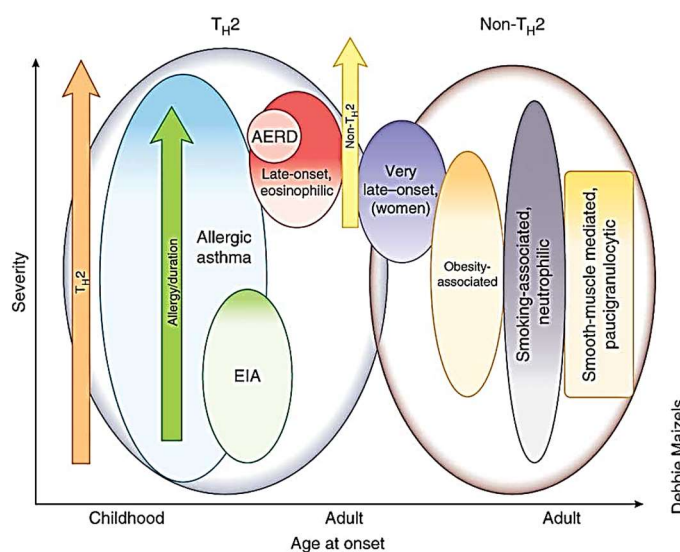 TH2
Non-TH2
Severity
TH2
Allergy/duration
Allergic
asthma
EIA
AERD
Late-onset,
eosinophilic
Non-TH2
Very
late–onset,
(women)
Obesity-
associated
Smoking-associated,
neutrophilic
Smooth-muscle mediated,
paucigranulocytic
Childhood
Adult
Adult
Age at onset
Debbie Maizels